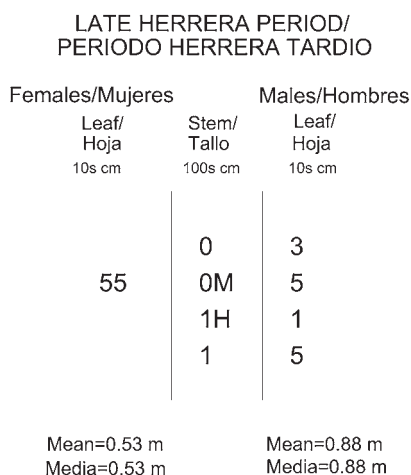 LATE HERRERA PERIOD/
PERIODO HERRERA TARDIO
Females/Mujeres Males/Hombres
Leaf/ Stem/ Leaf/
Hoja Tallo Hoja
10s cm 100s cm 10s cm
0 3
55 0M 5
1H 1
1 5
Mean=0.53 m Mean=0.88 m
Media=0.53 m Media=0.88 m